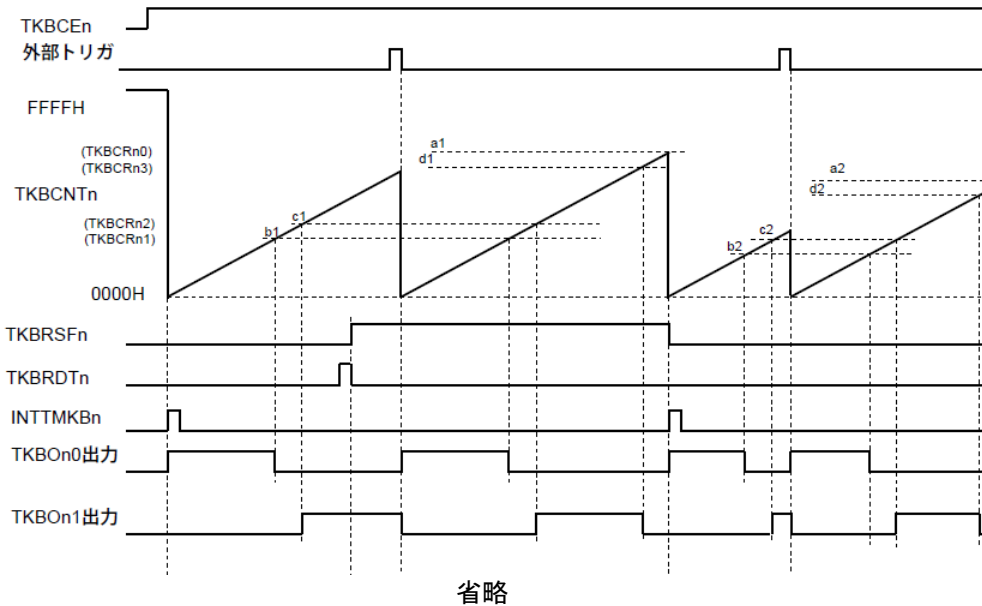 TKBCEn
外部トリガ
FFFFH
(TKBCRn0)
a1
(TKBCRn3)
d1
a2
TKBCNTn
d2
(TKBCRn2)
c1
(TKBCRn1)
b1
c2
b2
0000H
TKBRSFn
TKBRDTn
INTTMKBn
TKBOn0出力
TKBOn1出力
省略